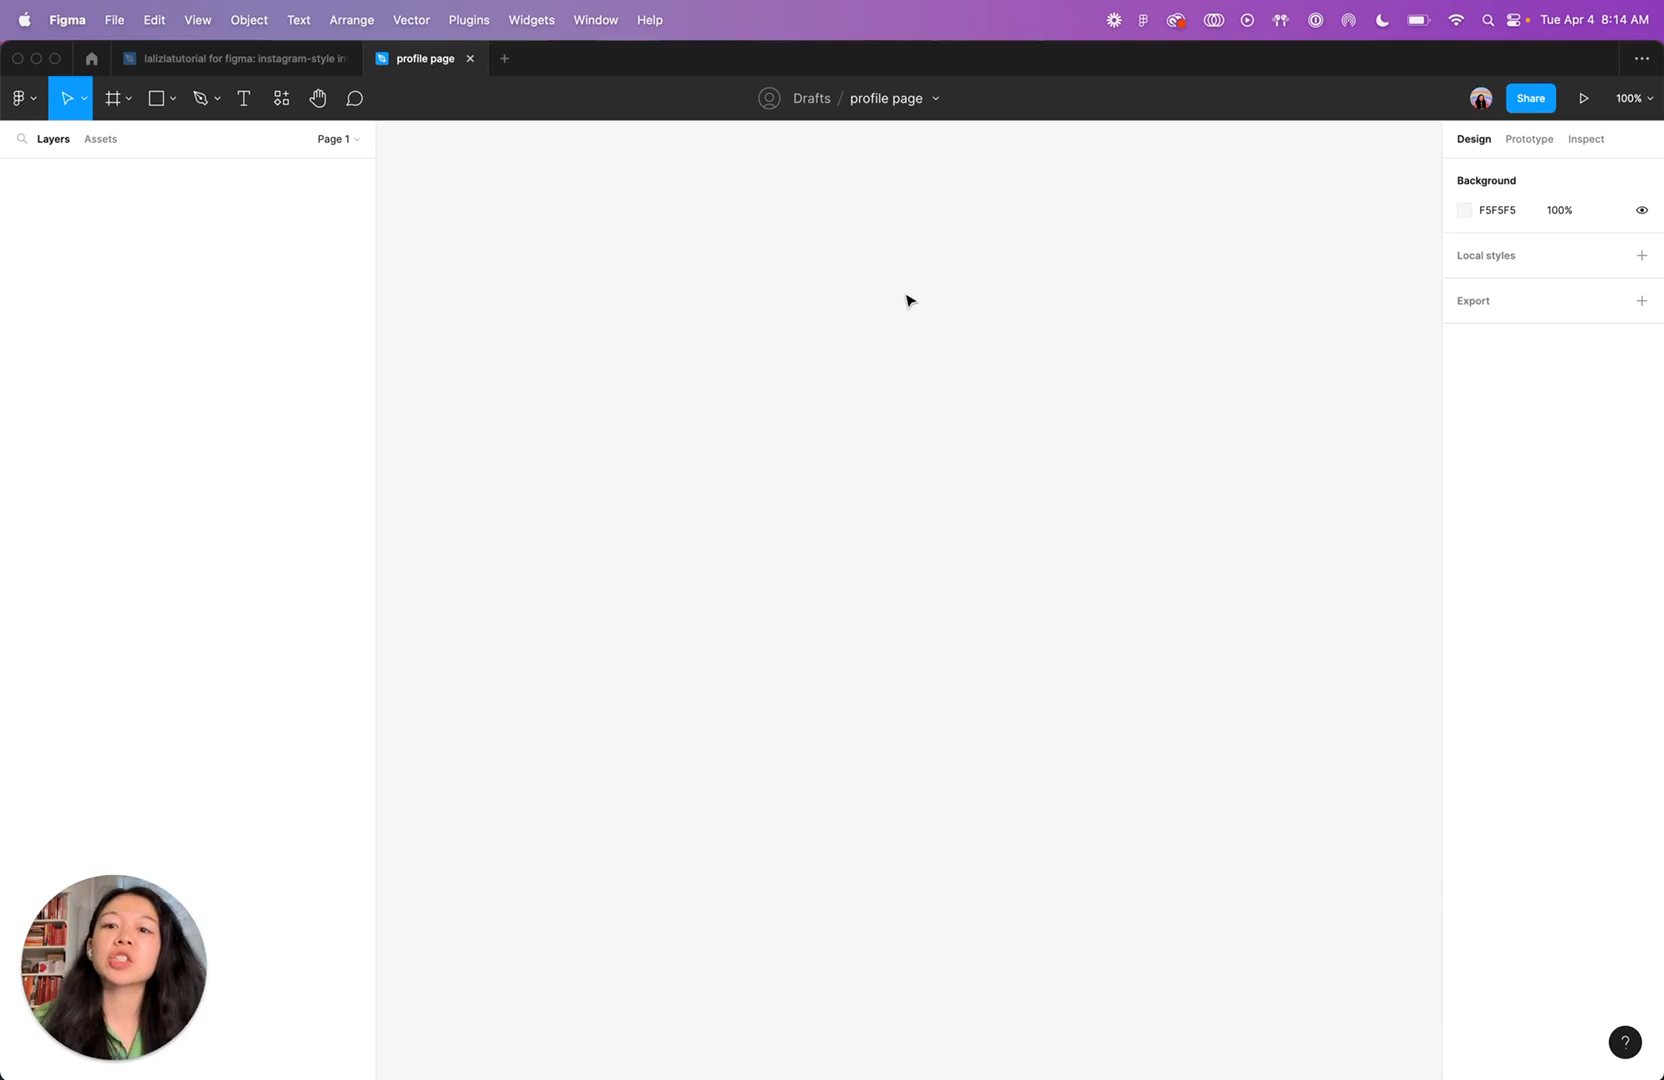 Figma File Edit View Object Text Arrange Vector Plugins Widgets Window Help Tue Apr 4 8:14 AM
lalizlatutorial for figma: instagram-style in
profile page
Drafts / profile page
Share
100%
Layers
Assets
Page 1
Design Prototype Inspect
Background
F5F5F5 100%
Local styles
Export
?